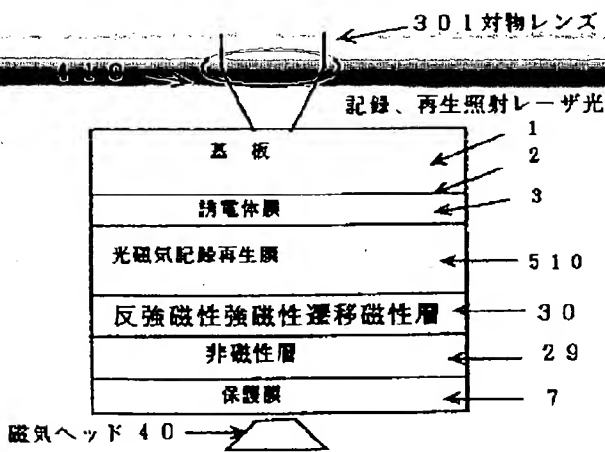 301対物レンズ
410
記録、再生照射レーザ光
1
基板
2
誘電体膜
3
光磁気記録再生膜
510
反強磁性強磁性遷移磁性層
30
非磁性層
29
保護膜
7
磁気ヘッド40